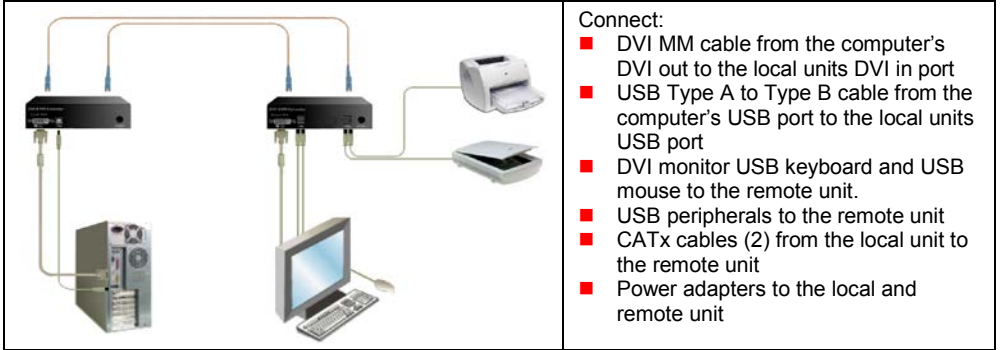 Connect:
■ DVI MM cable from the computer's
DVI out to the local units DVI in port
■ USB Type A to Type B cable from the
computer's USB port to the local units
USB port
■ DVI monitor USB keyboard and USB
mouse to the remote unit.
■ USB peripherals to the remote unit
■ CATx cables (2) from the local unit to
the remote unit
■ Power adapters to the local and
remote unit